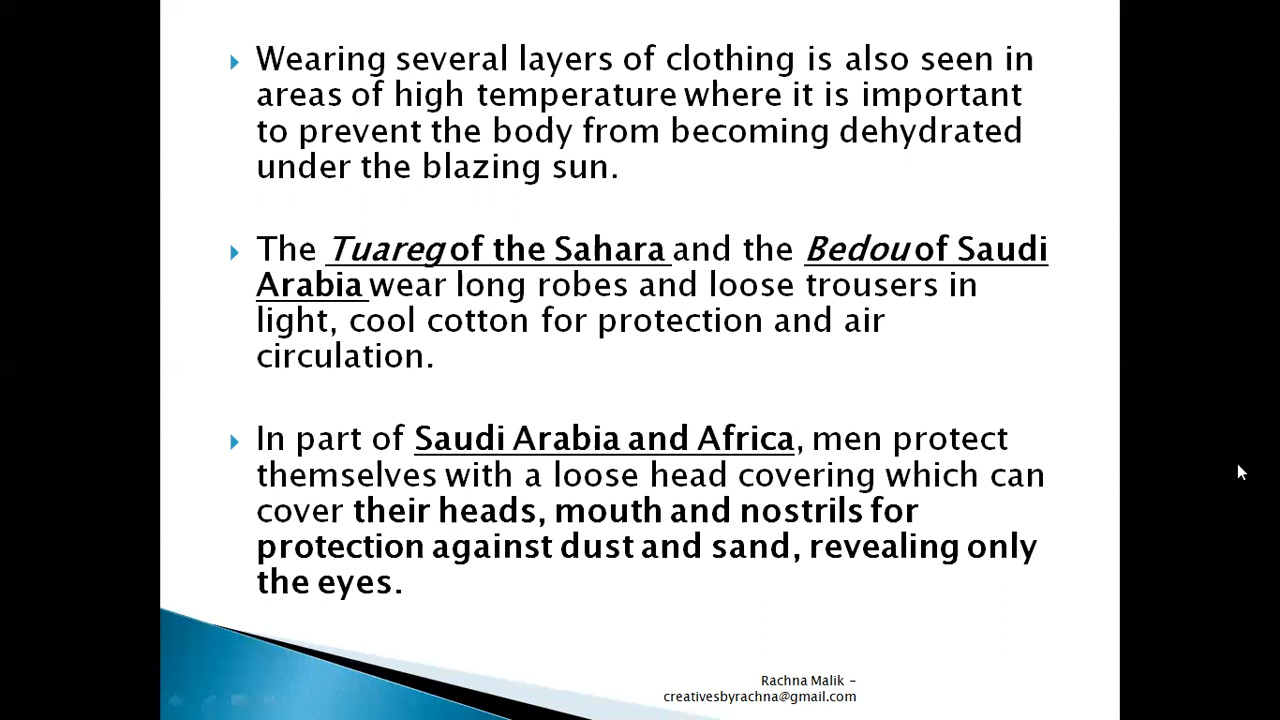 Wearing several layers of clothing is also seen in
areas of high temperature where it is important
to prevent the body from becoming dehydrated
under the blazing sun.
The Tuareg of the Sahara and the Bedou of Saudi
Arabia wear long robes and loose trousers in
light, cool cotton for protection and air
circulation.
In part of Saudi Arabia and Africa, men protect
themselves with a loose head covering which can
cover their heads, mouth and nostrils for
protection against dust and sand, revealing only
the eyes.
Rachna Malik -
creativesbyrachna@gmail.com